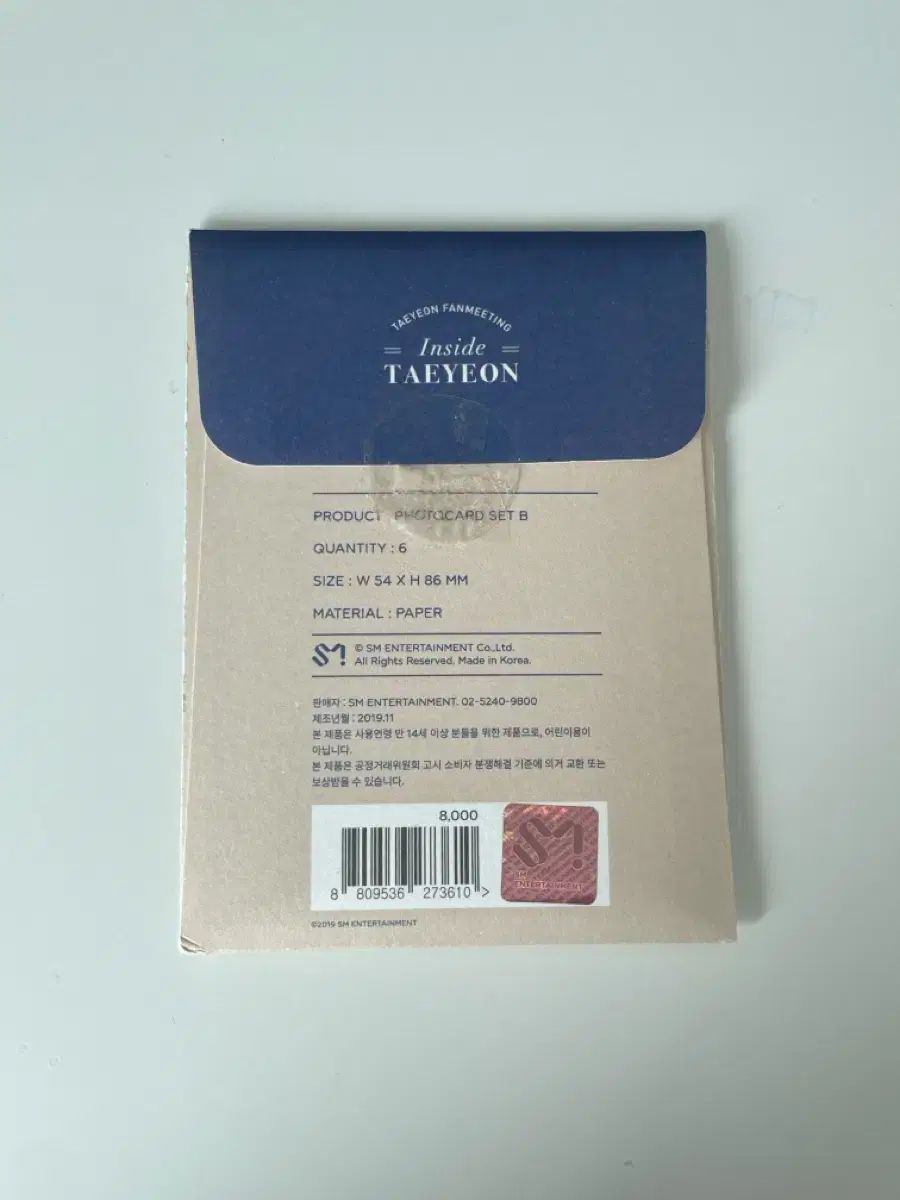 TAEYEON FANMEETING
Inside
TAEYEON
PRODUCT : PHOTOCARD SET B
QUANTITY : 6
SIZE : W 54 X H 86 MM
MATERIAL : PAPER
SM
© SM ENTERTAINMENT Co.,Ltd.
All Rights Reserved. Made in Korea.
판매자 : SM ENTERTAINMENT. 02-5240-9800
제조년월 : 2019.11
본 제품은 사용연령 만 14세 이상 분들을 위한 제품으로, 어린이용이
아닙니다.
본 제품은 공정거래위원회 고시 소비자 분쟁해결 기준에 의거 교환 또는
보상받을 수 있습니다.
8,000
8 809536 273610 >
SM
SM
ENTERTAINMENT
©2019 SM ENTERTAINMENT